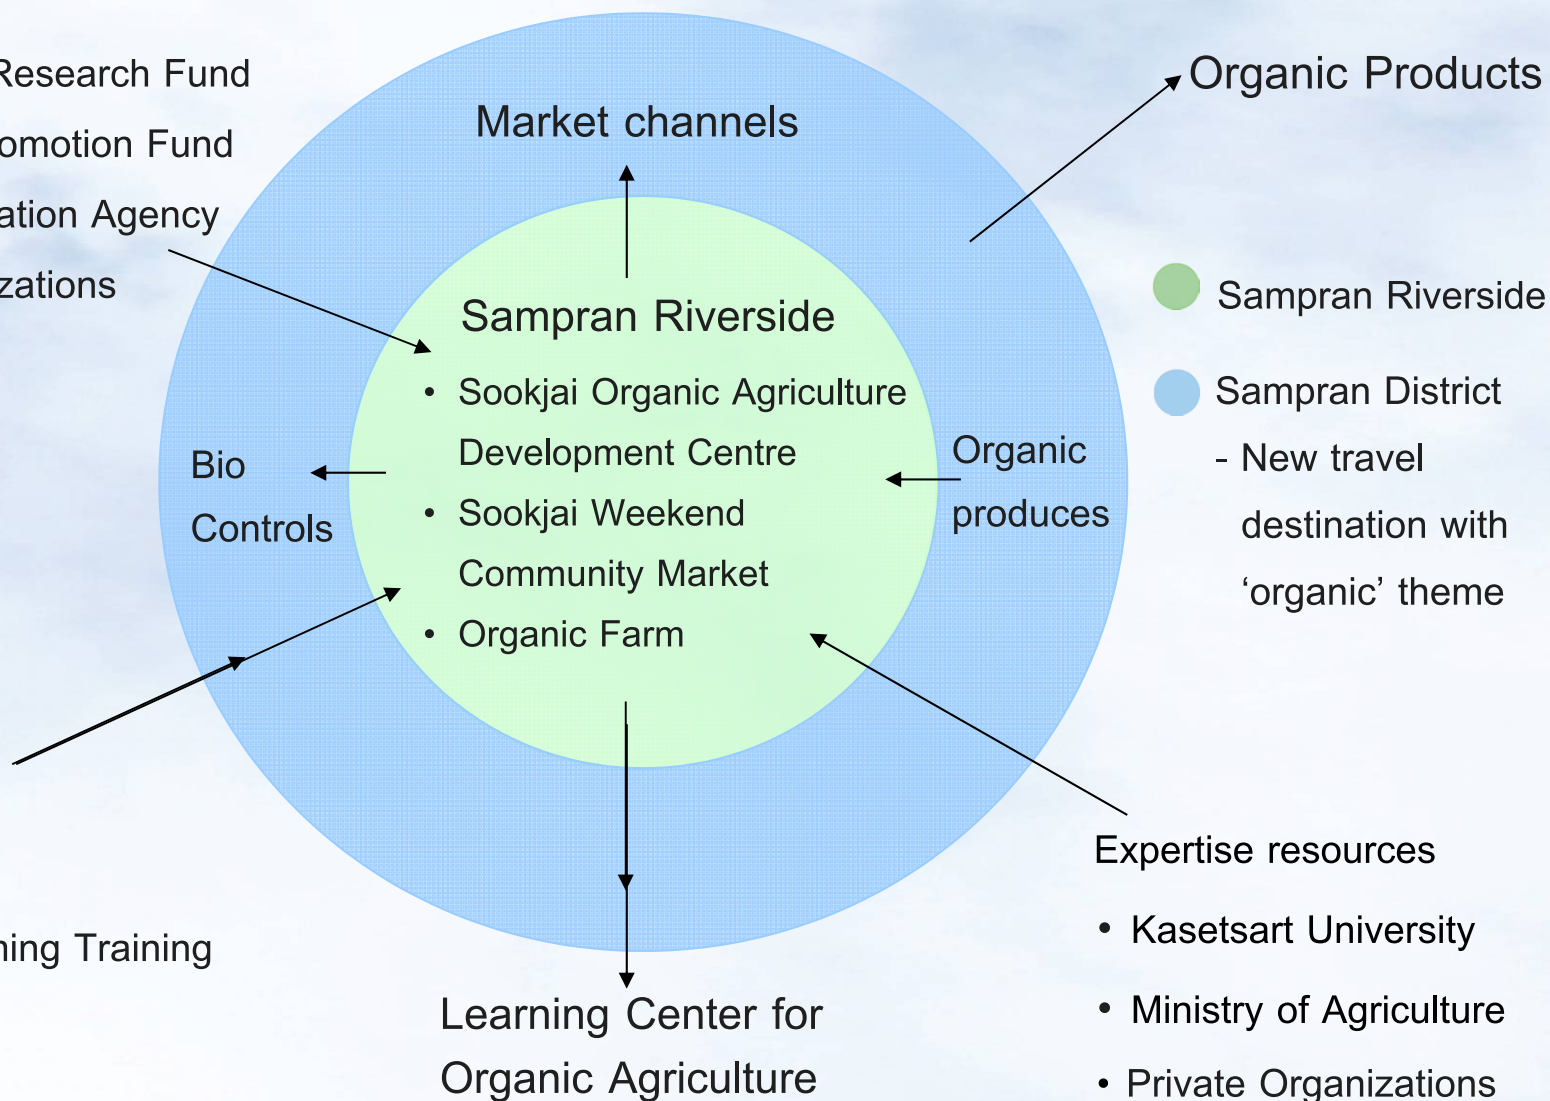 Research Fund
omotion Fund
ation Agency
zations
Market channels
Organic Products
Sampran Riverside
• Sookjai Organic Agriculture
Development Centre
• Sookjai Weekend
Community Market
• Organic Farm
Bio
Controls
Organic
produces
Sampran Riverside
Sampran District
- New travel
destination with
‘organic’ theme
ning Training
Learning Center for
Organic Agriculture
Expertise resources
• Kasetsart University
• Ministry of Agriculture
• Private Organizations